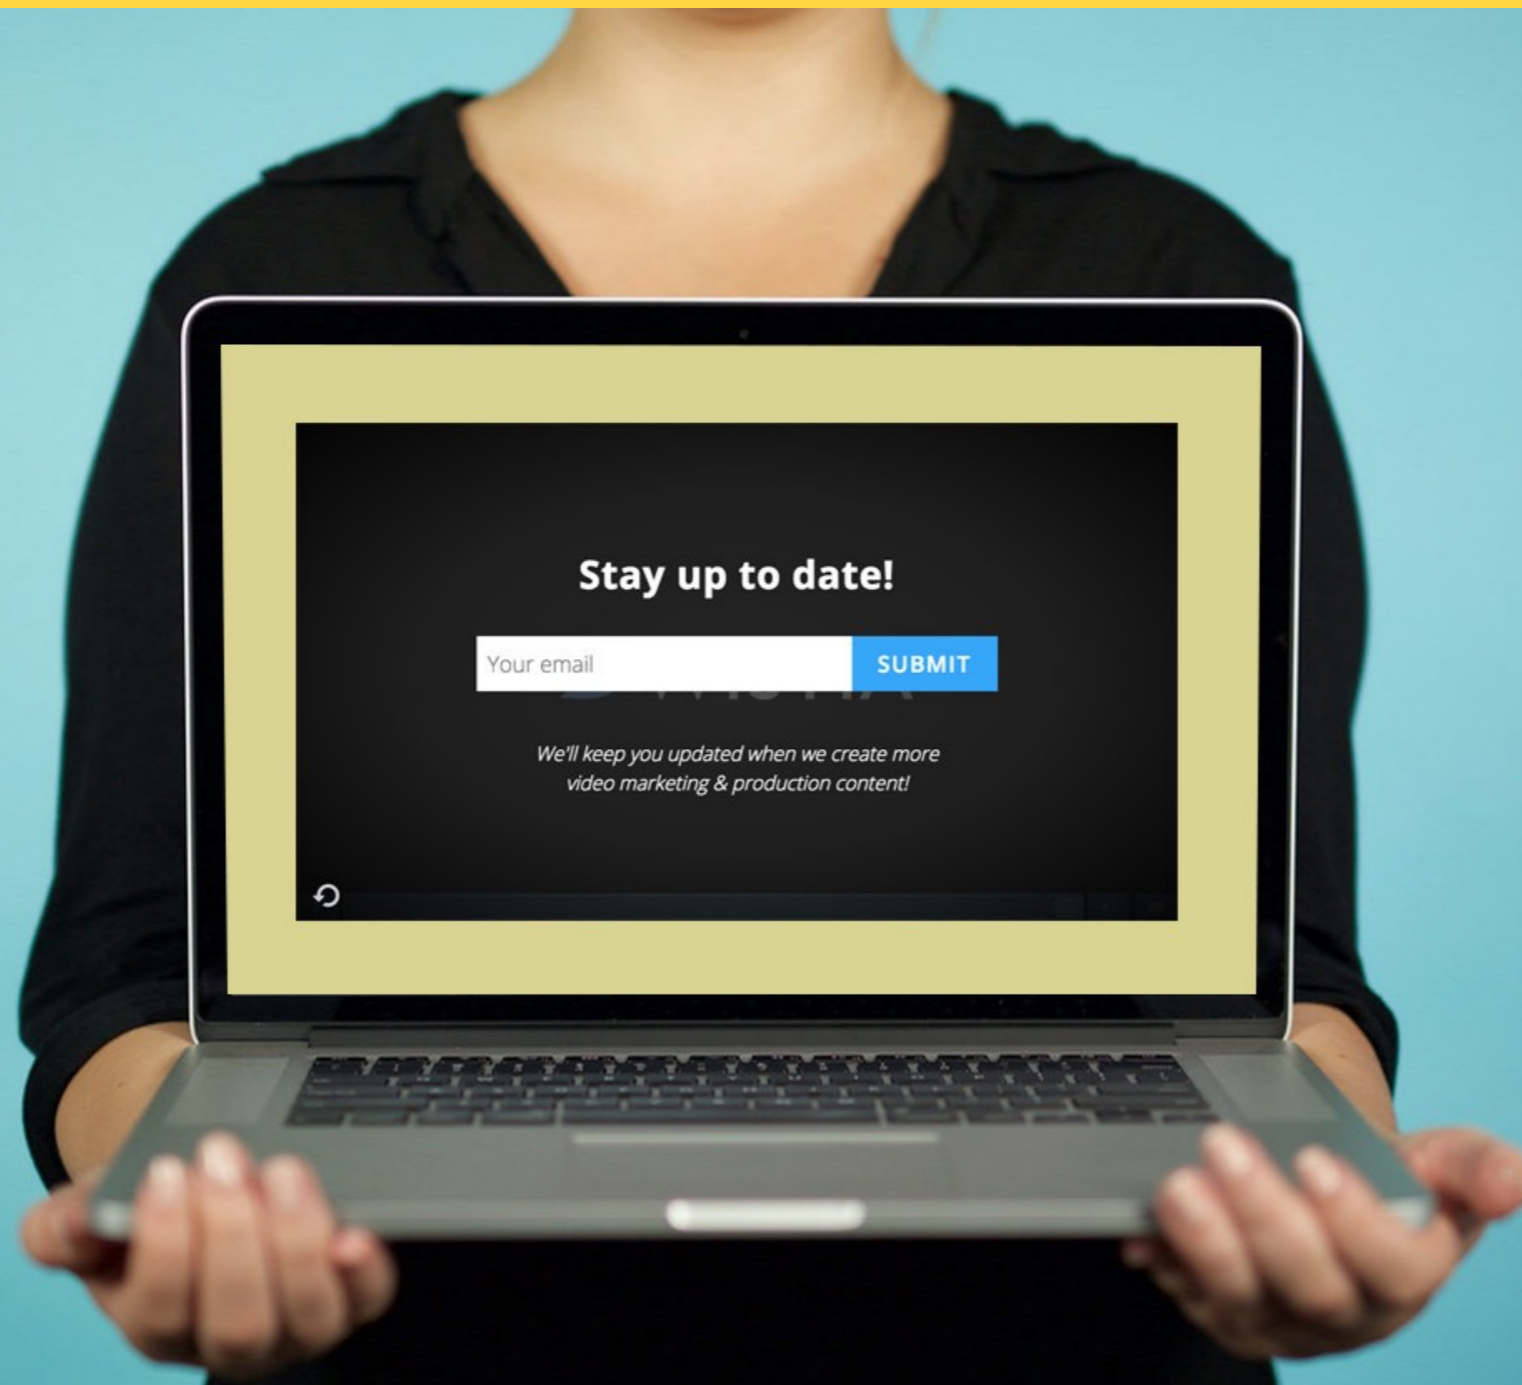 Stay up to date!
Your email SUBMIT
We'll keep you updated when we create more
video marketing & production content!